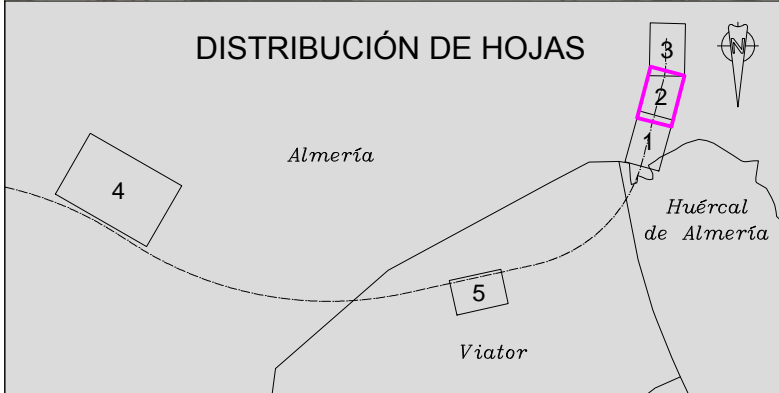 DISTRIBUCIÓN DE HOJAS
3
N
2
1
Almería
4
Huércal
de Almería
5
Viator